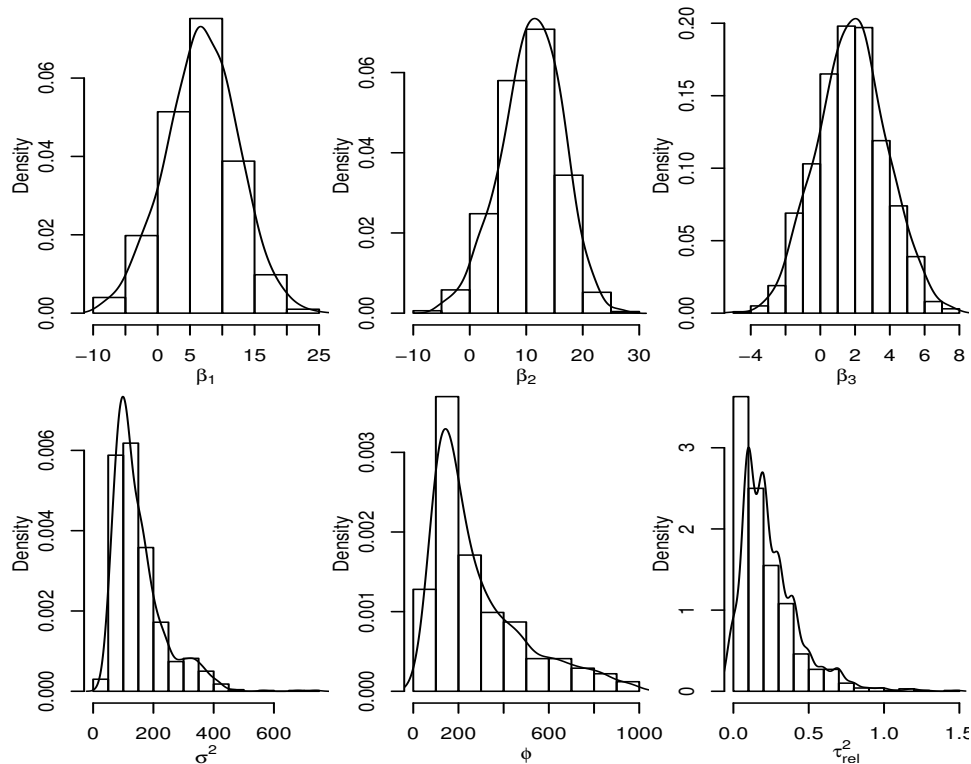 Density
0.00 0.02 0.04 0.06
−10 0 5 15 25
β1
Density
0.00 0.02 0.04 0.06
−10 0 10 20 30
β2
Density
0.00 0.05 0.10 0.15 0.20
−4 0 2 4 6 8
β3
Density
0.000 0.002 0.004 0.006
0 200 400 600
σ2
Density
0.000 0.001 0.002 0.003
0 200 600 1000
ϕ
Density
0 1 2 3
0.0 0.5 1.0 1.5
τ2rel